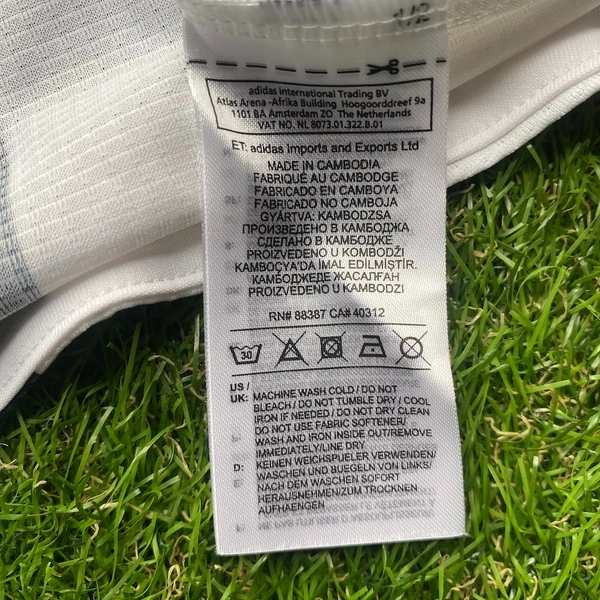 1/2
adidas International Trading BV
Atlas Arena -Afrika Building Hoogoorddreef 9a
1101 BA Amsterdam ZO The Netherlands
VAT NO. NL 8073.01.322.B.01
ET: adidas Imports and Exports Ltd
MADE IN CAMBODIA
FABRIQUÉ AU CAMBODGE
FABRICADO EN CAMBOYA
FABRICADO NO CAMBOJA
GYÁRTVA: KAMBODZSA
ПРОИЗВЕДЕНО В КАМБОДЖА
СДЕЛАНО В КАМБОДЖЕ
PROIZVEDENO U KOMBODŽI
KAMBOÇYA'DA İMAL EDİLMİŞTİR.
КАМБОДЖЕДЕ ЖАСАЛҒАН
PROIZVEDENO U KAMBODZI
RN# 88387 CA# 40312
30
US /
UK: MACHINE WASH COLD / DO NOT
BLEACH / DO NOT TUMBLE DRY / COOL
IRON IF NEEDED / DO NOT DRY CLEAN
DO NOT USE FABRIC SOFTENER/
WASH AND IRON INSIDE OUT/REMOVE
IMMEDIATELY/LINE DRY
D: KEINEN WEICHSPUELER VERWENDEN/
WASCHEN UND BUEGELN VON LINKS/
NACH DEM WASCHEN SOFORT
HERAUSNEHMEN/ZUM TROCKNEN
AUFHAENGEN